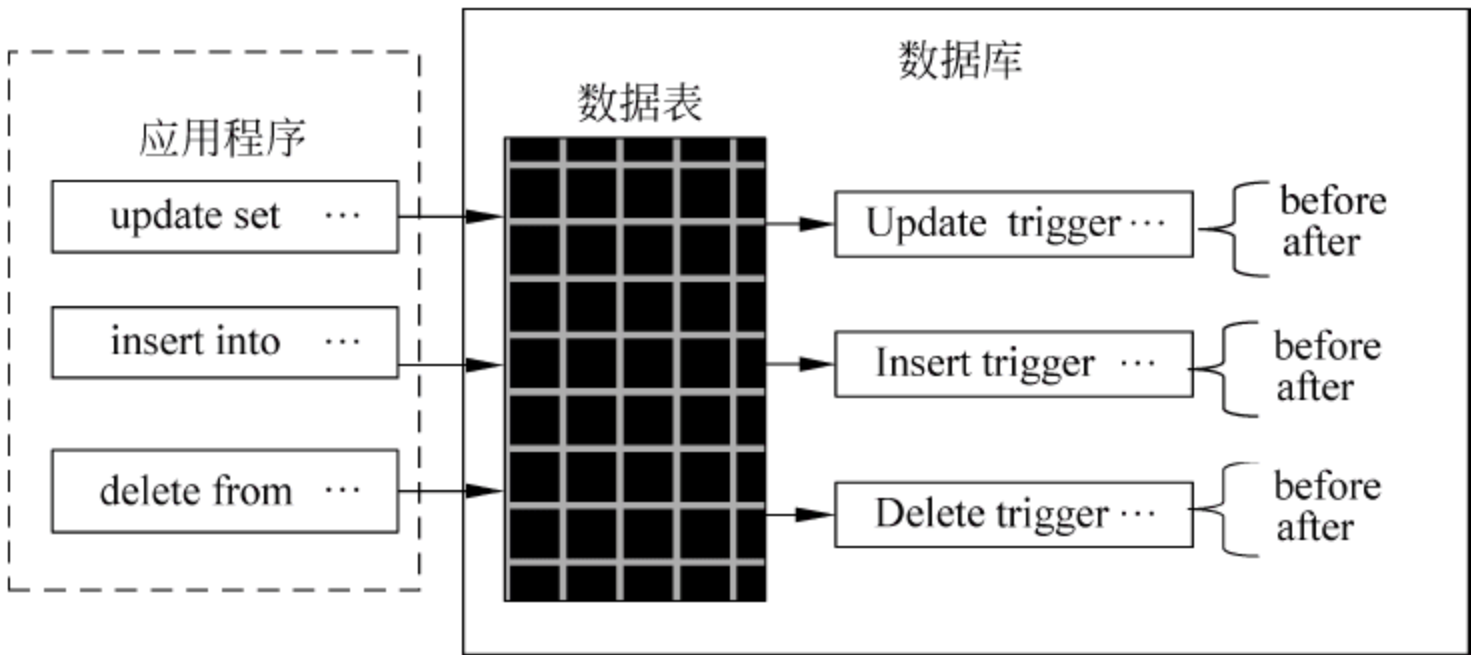 数据库
数据表
应用程序
update set …
Update trigger …
before
after
insert into …
Insert trigger …
before
after
delete from …
Delete trigger …
before
after